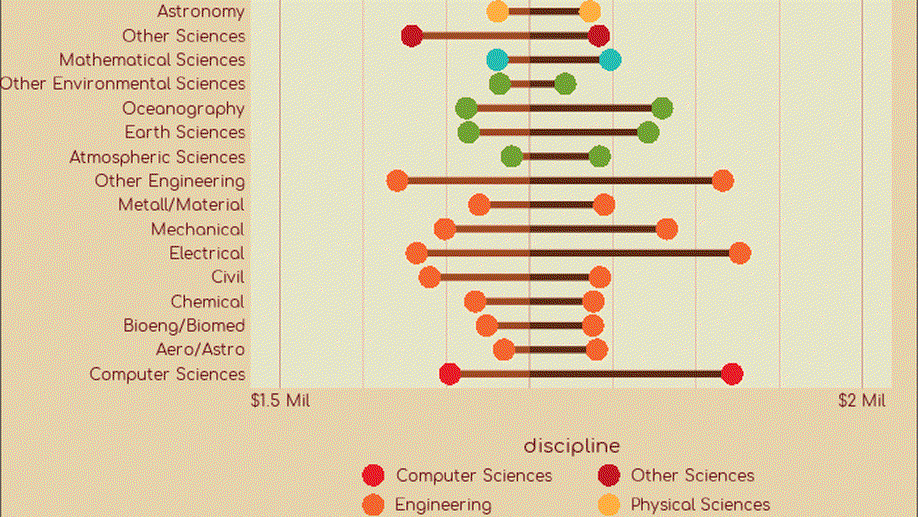 Astronomy
Other Sciences
Mathematical Sciences
Other Environmental Sciences
Oceanography
Earth Sciences
Atmospheric Sciences
Other Engineering
Metall/Material
Mechanical
Electrical
Civil
Chemical
Bioeng/Biomed
Aero/Astro
Computer Sciences
$1.5 Mil $2 Mil
discipline
Computer Sciences Other Sciences
Engineering Physical Sciences